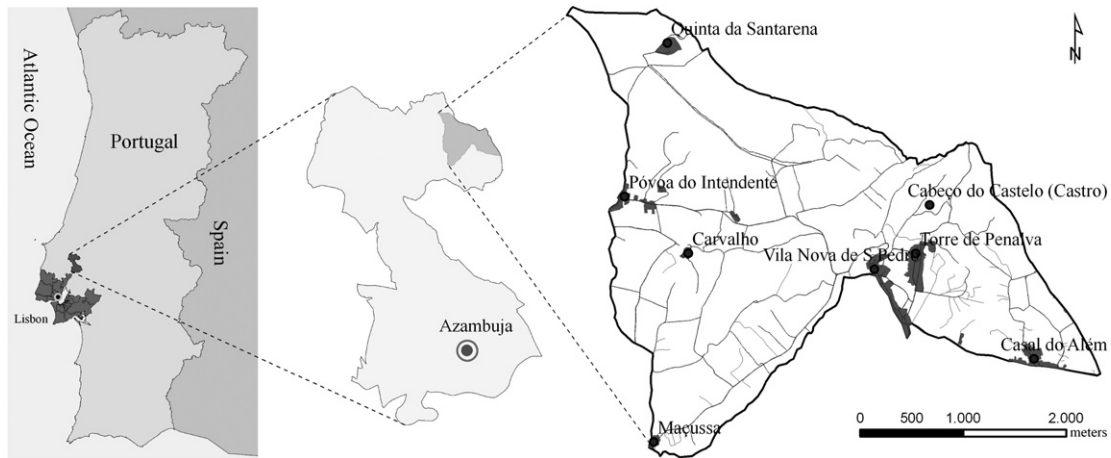 Atlantic Ocean
Portugal
Spain
Lisbon
Azambuja
Quinta da Santarena
N
Póvoa do Intendente
Cabeço do Castelo (Castro)
Carvalho
Torre de Penalva
Vila Nova de S Pedro
Casal do Além
Maçussa
0 500 1.000 2.000
meters